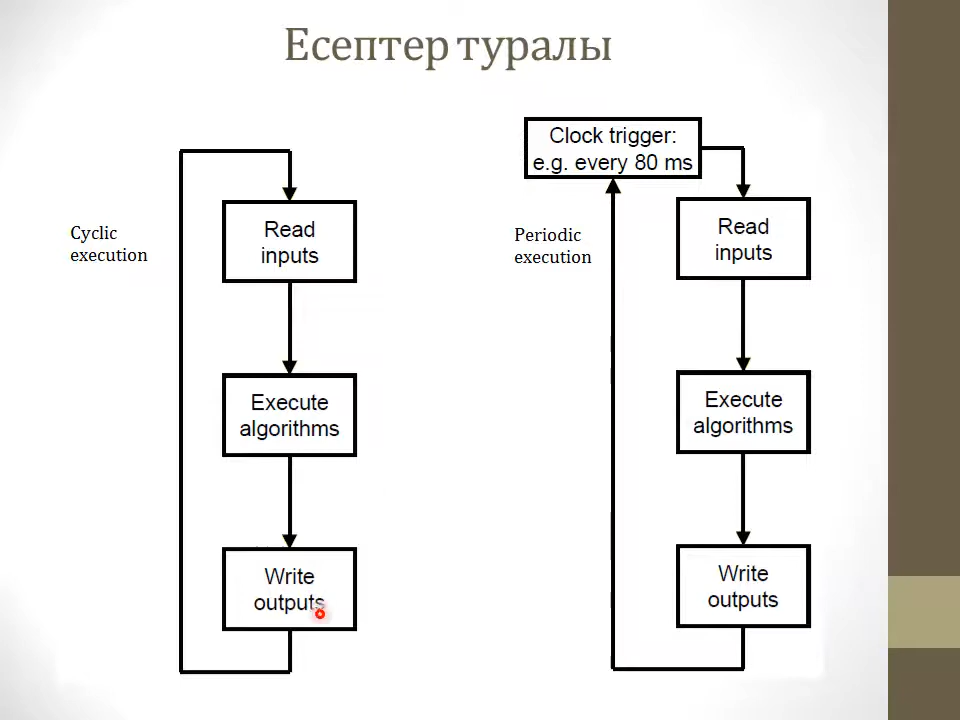 Есептер туралы
Cyclic
execution
Read
inputs
Execute
algorithms
Write
outputs
Clock trigger:
e.g. every 80 ms
Periodic
execution
Read
inputs
Execute
algorithms
Write
outputs